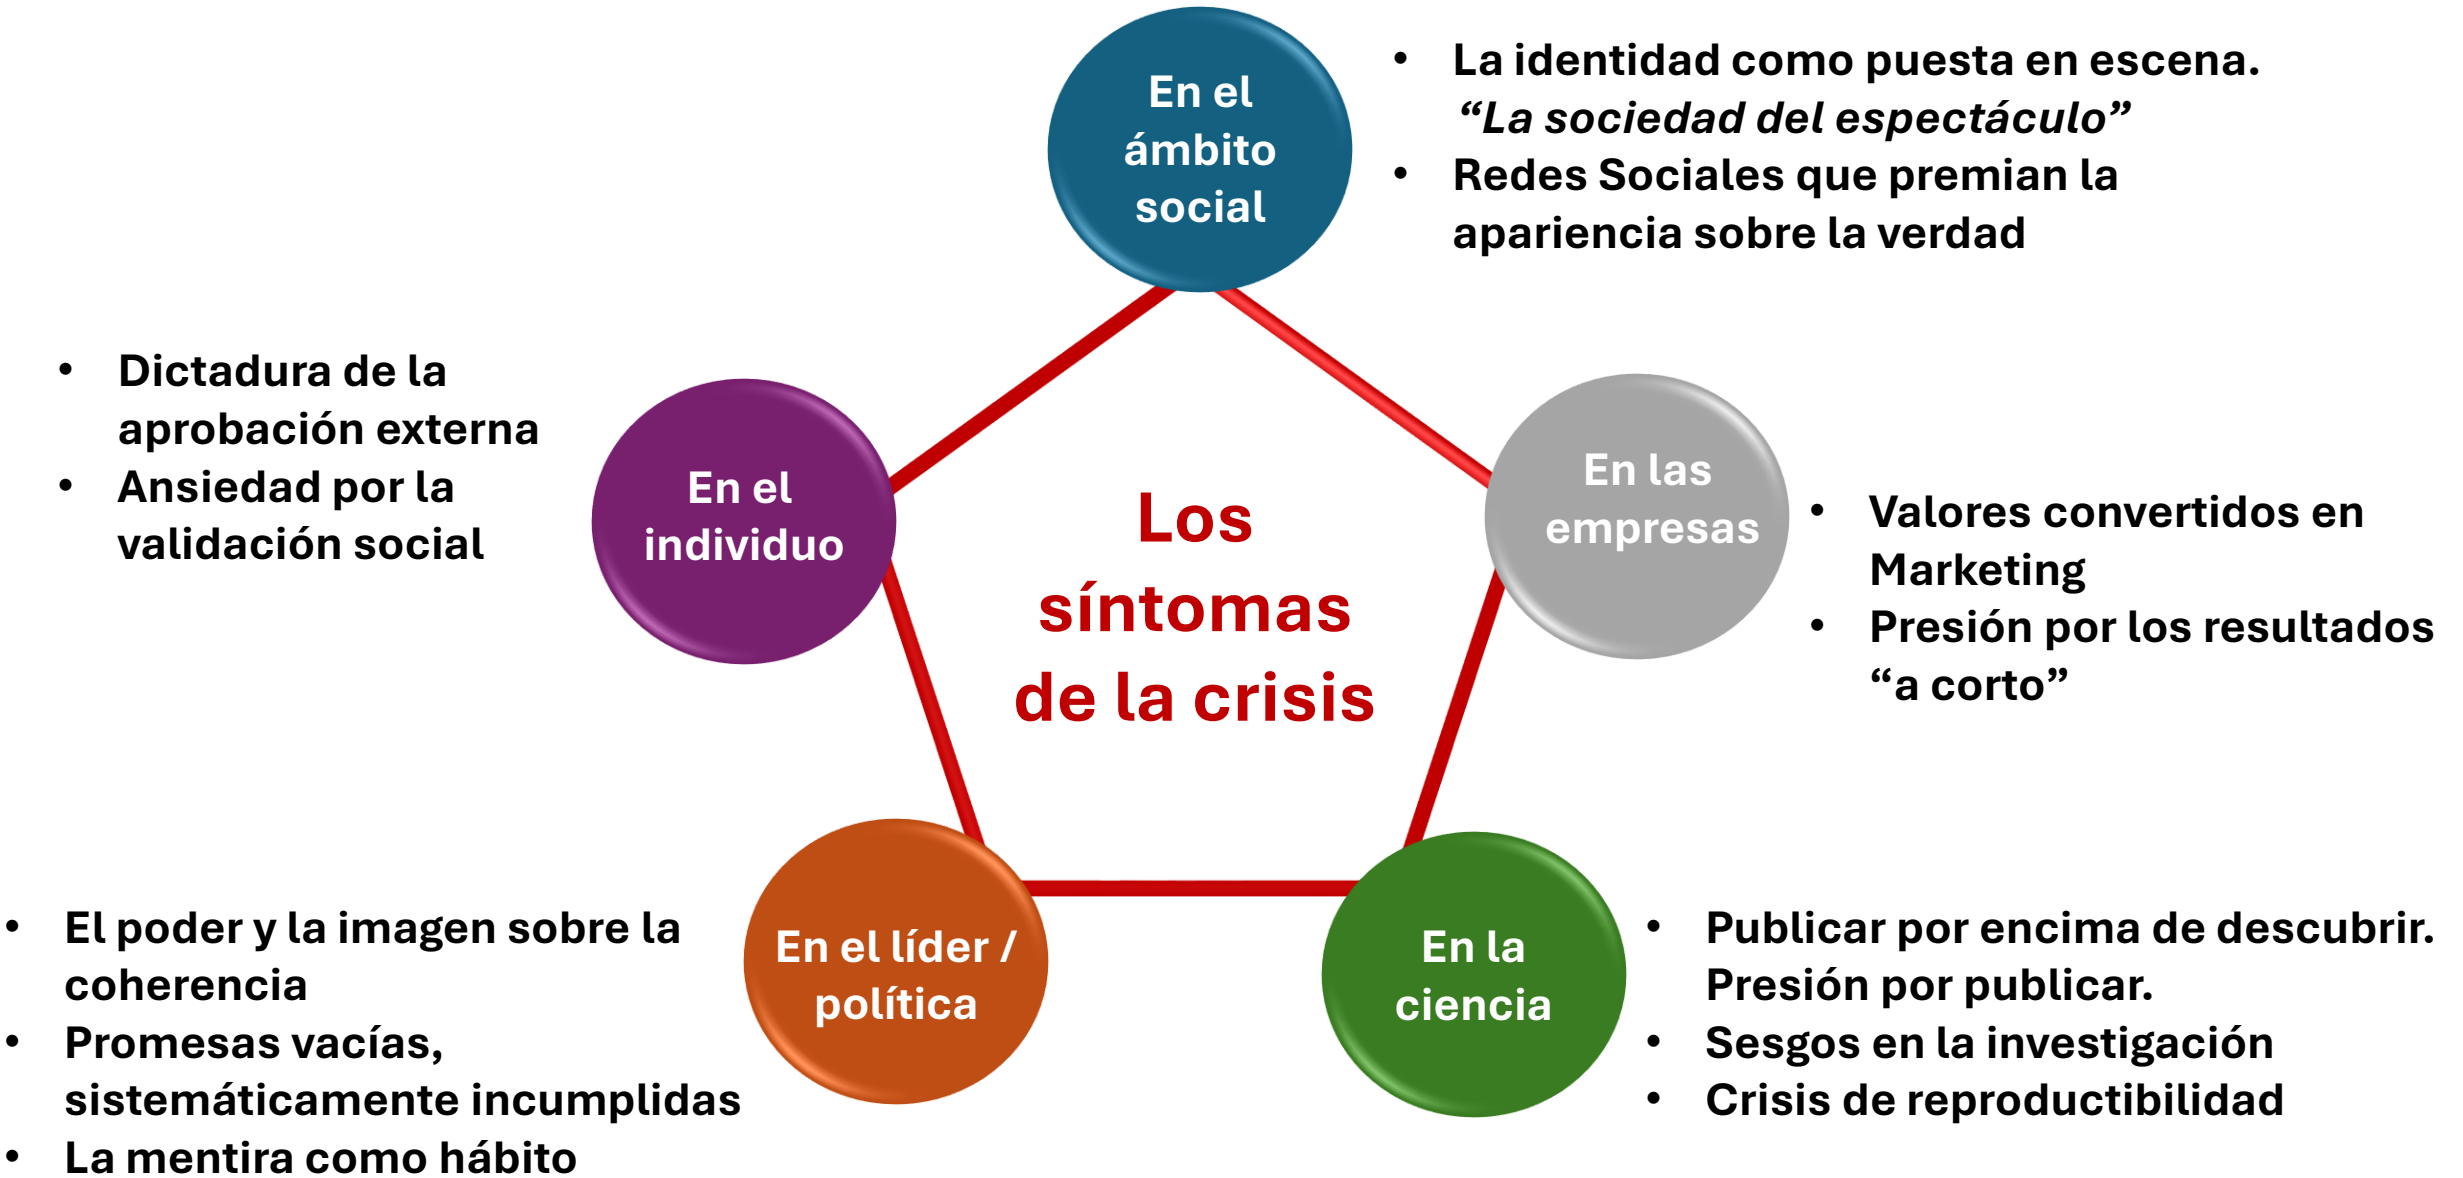 En el
ámbito
social
• La identidad como puesta en escena.
“La sociedad del espectáculo”
• Redes Sociales que premian la
apariencia sobre la verdad
• Dictadura de la
aprobación externa
• Ansiedad por la
validación social
En el
individuo
Los
síntomas
de la crisis
En las
empresas
• Valores convertidos en
Marketing
• Presión por los resultados
“a corto”
• El poder y la imagen sobre la
coherencia
• Promesas vacías,
sistemáticamente incumplidas
• La mentira como hábito
En el líder /
política
En la
ciencia
• Publicar por encima de descubrir.
Presión por publicar.
• Sesgos en la investigación
• Crisis de reproductibilidad